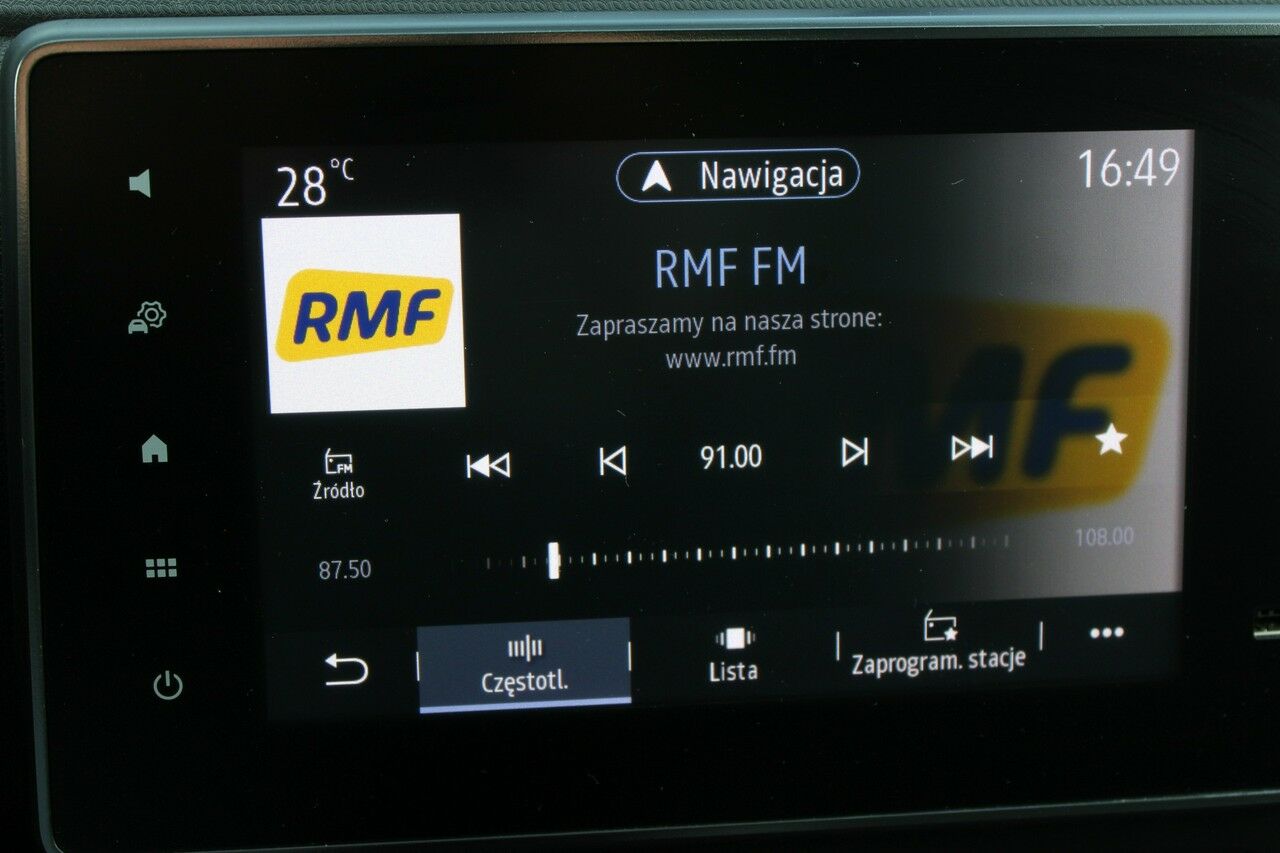 28°C
Nawigacja
16:49
RMF
RMF FM
Zapraszamy na nasza strone:
www.rmf.fm
MF
FM
Źródło
91.00
87.50
108.00
Częstotl.
Lista
Zaprogram. stacje